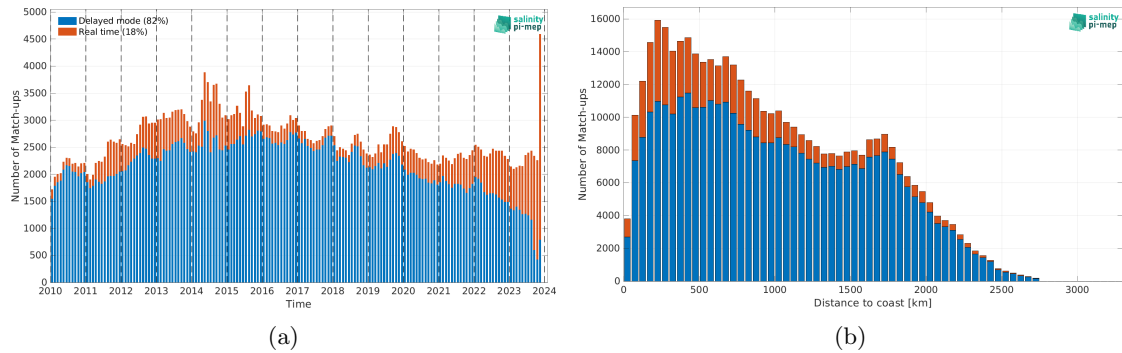 Delayed mode (82%)
Real time (18%)
salinity
pi-mep
5000
4500
4000
3500
3000
2500
2000
1500
1000
500
0
Number of Match-ups
2010 2011 2012 2013 2014 2015 2016 2017 2018 2019 2020 2021 2022 2023 2024
Time
(a)
salinity
pi-mep
16000
14000
12000
10000
8000
6000
4000
2000
0
Number of Match-ups
0 500 1000 1500 2000 2500 3000
Distance to coast [km]
(b)